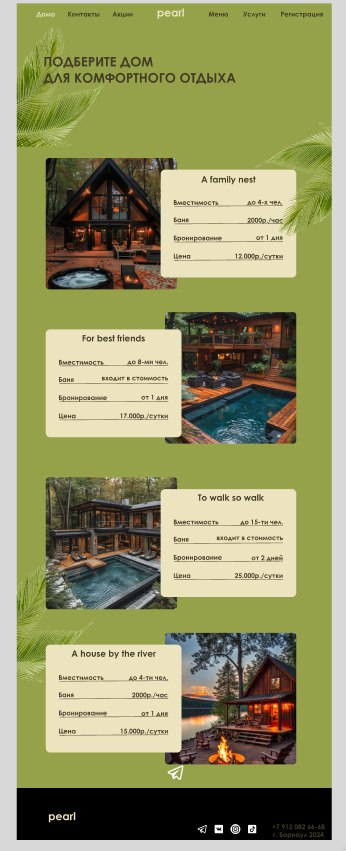 Дома Контакты Акции pearl Меню Услуги Регистрация
ПОДБЕРИТЕ ДОМ
ДЛЯ КОМФОРТНОГО ОТДЫХА
A family nest
Вместимость до 4-х чел.
Баня 2000р./час
Бронирование от 1 дня
Цена 12.000р./сутки
For best friends
Вместимость до 8-ми чел.
Баня входит в стоимость
Бронирование от 1 дня
Цена 17.000р./сутки
To walk so walk
Вместимость до 15-ти чел.
Баня входит в стоимость
Бронирование от 2 дней
Цена 25.000р./сутки
A house by the river
Вместимость до 4-ти чел.
Баня 2000р./час
Бронирование от 1 дня
Цена 15.000р./сутки
pearl
+7 913 082 66-65
г. Барнаул 2024